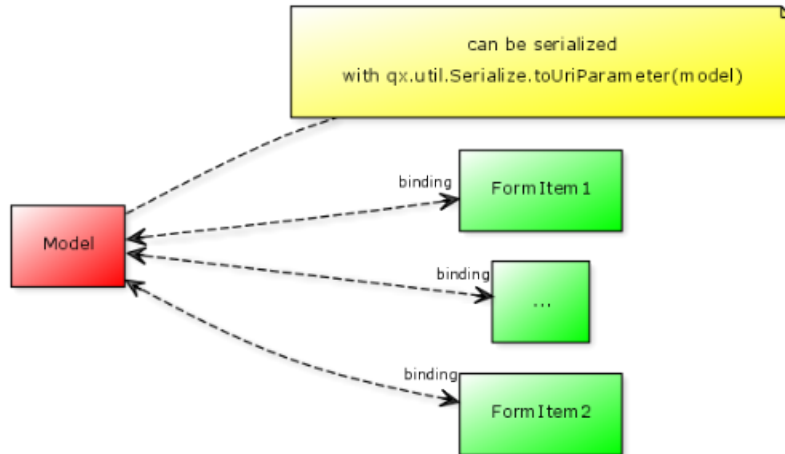 can be serialized
with qx.util.Serialize.toUriParameter(model)
binding
FormItem1
Model
binding
...
binding
FormItem2